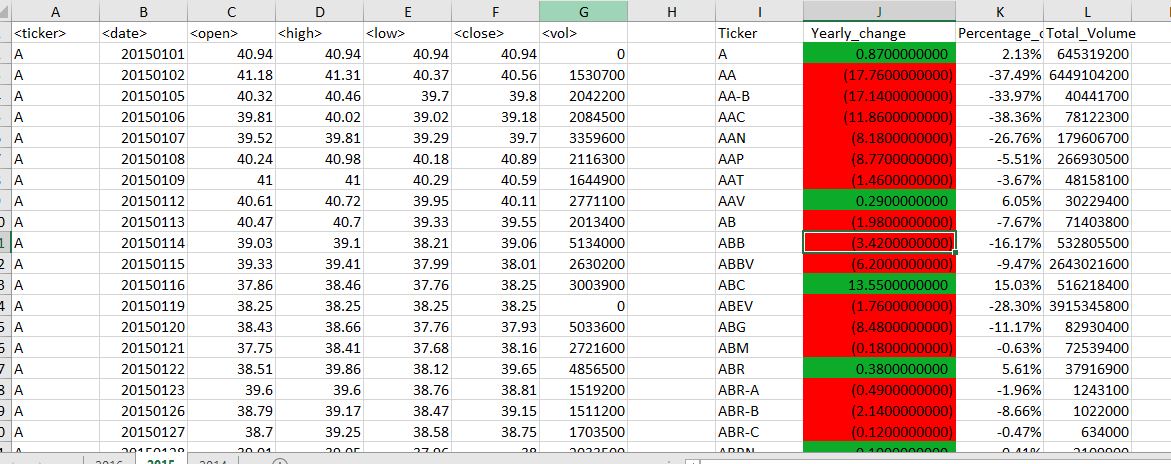 A B C D E F G H I J K L
<ticker> <date> <open> <high> <low> <close> <vol> Ticker Yearly_change Percentage_c Total_Volume
A 20150101 40.94 40.94 40.94 40.94 0 A 0.8700000000 2.13% 645319200
A 20150102 41.18 41.31 40.37 40.56 1530700 AA (17.7600000000) -37.49% 6449104200
A 20150105 40.32 40.46 39.7 39.8 2042200 AA-B (17.1400000000) -33.97% 40441700
A 20150106 39.81 40.02 39.02 39.18 2084500 AAC (11.8600000000) -38.36% 78122300
A 20150107 39.52 39.81 39.29 39.7 3359600 AAN (8.1800000000) -26.76% 179606700
A 20150108 40.24 40.98 40.18 40.89 2116300 AAP (8.7700000000) -5.51% 266930500
A 20150109 41 41 40.29 40.59 1644900 AAT (1.4600000000) -3.67% 48158100
A 20150112 40.61 40.72 39.95 40.11 2771100 AAV 0.2900000000 6.05% 30229400
A 20150113 40.47 40.7 39.33 39.55 2013400 AB (1.9800000000) -7.67% 71403800
A 20150114 39.03 39.1 38.21 39.06 5134000 ABB (3.4200000000) -16.17% 532805500
A 20150115 39.33 39.41 37.99 38.01 2630200 ABBV (6.2000000000) -9.47% 2643021600
A 20150116 37.86 38.46 37.76 38.25 3003900 ABC 13.5500000000 15.03% 516218400
A 20150119 38.25 38.25 38.25 38.25 0 ABEV (1.7600000000) -28.30% 3915345800
A 20150120 38.43 38.66 37.76 37.93 5033600 ABG (8.4800000000) -11.17% 82930400
A 20150121 37.75 38.41 37.68 38.16 2721600 ABM (0.1800000000) -0.63% 72539400
A 20150122 38.51 39.86 38.12 39.65 4856500 ABR 0.3800000000 5.61% 37916900
A 20150123 39.6 39.6 38.76 38.81 1519200 ABR-A (0.4900000000) -1.96% 1243100
A 20150126 38.79 39.17 38.47 39.15 1511200 ABR-B (2.1400000000) -8.66% 1022000
A 20150127 38.7 39.25 38.58 38.75 1703500 ABR-C (0.1200000000) -0.47% 634000
2016 2015 2014